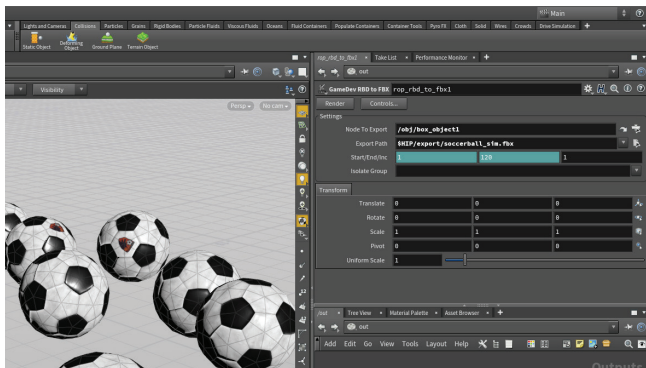 Main
Lights and Cameras Collisions Particles Grains Rigid Bodies Particle Fluids Viscous Fluids Oceans Fluid Containers Populate Containers Container Tools Pyro FX Cloth Solid Wires Crowds Drive Simulation +
Static Object Deforming Object Ground Plane Terrain Object
rop_rbd_to_fbx1 Take List Performance Monitor +
out
Visibility
GameDev RBD to FBX rop_rbd_to_fbx1
Persp No cam
Render Controls...
Settings
Node To Export /obj/box_object1
Export Path $HIP/export/soccerball_sim.fbx
Start/End/Inc 1 120 1
Isolate Group
Transform
Translate 0 0 0
Rotate 0 0 0
Scale 1 1 1
Pivot 0 0 0
Uniform Scale 1
/out Tree View Material Palette Asset Browser +
out
Add Edit Go View Tools Layout Help
Outputs